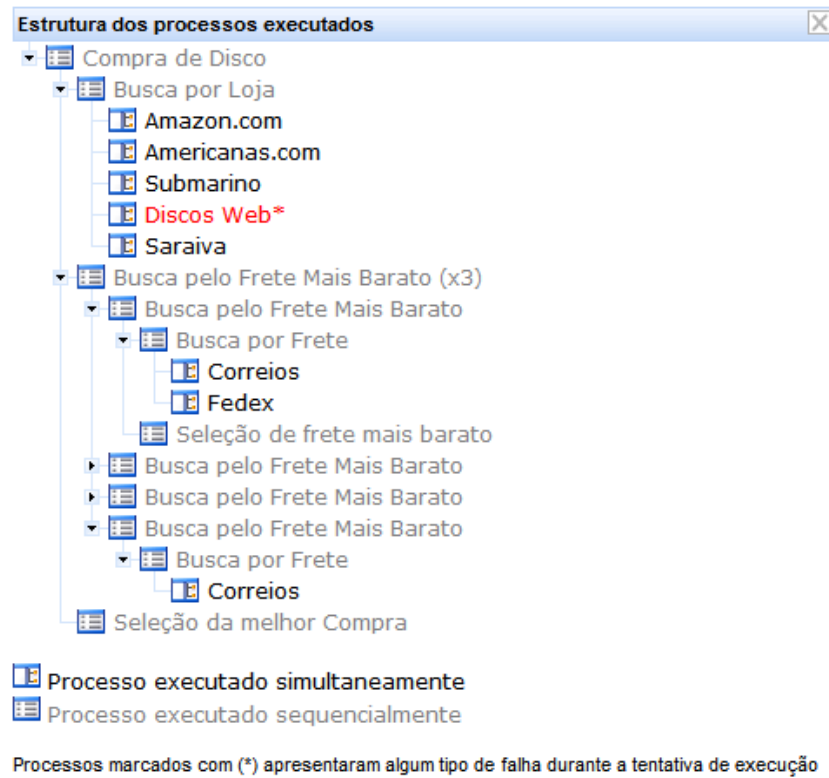 Estrutura dos processos executados
Compra de Disco
Busca por Loja
Amazon.com
Americanas.com
Submarino
Discos Web*
Saraiva
Busca pelo Frete Mais Barato (x3)
Busca pelo Frete Mais Barato
Busca por Frete
Correios
Fedex
Seleção de frete mais barato
Busca pelo Frete Mais Barato
Busca pelo Frete Mais Barato
Busca pelo Frete Mais Barato
Busca por Frete
Correios
Seleção da melhor Compra
Processo executado simultaneamente
Processo executado sequencialmente
Processos marcados com (*) apresentaram algum tipo de falha durante a tentativa de execução